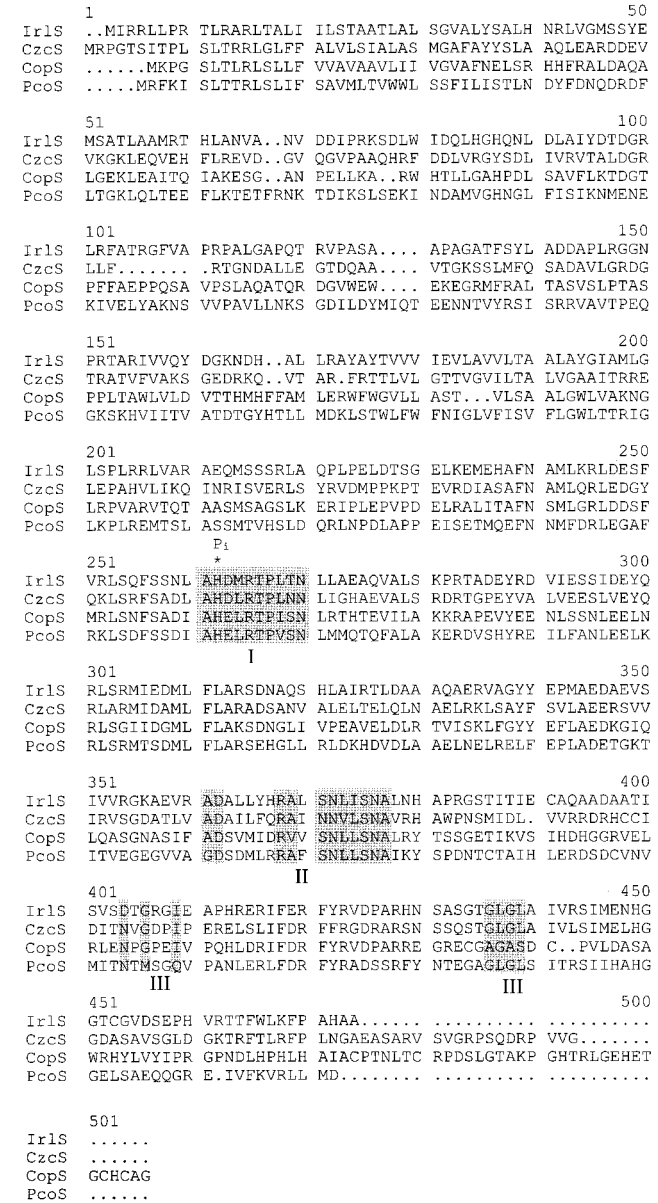 1 50
IrlS ..MIRRLLPR TLRARLTALI ILSTAATLAL SGVALYSALH NRLVGMSSYE
CzcS MRPGTSITPL SLTRRLGLFF ALVLSIALAS MGAFAYYSLA AQLEARDDEV
CopS ......MKPG SLTLRLSLLF VVAVAAVLII VGVAFNELSR HHFRALDAQA
PcoS .....MRFKI SLTTRLSLIF SAVMLTVWWL SSFILISTLN DYFDNQDRDF
51 100
IrlS MSATLAAMRT HLANVA..NV DDIPRKSDLW IDQLHGHQNL DLAIYDTDGR
CzcS VKGKLEQVEH FLREVD..GV QGVPAAQHRF DDLVRGYSDL IVRVTALDGR
CopS LGEKLEAITQ IAKESG..AN PELLKA..RW HTLLGAHPDL SAVFLKTDGT
PcoS LTGKLQLTEE FLKTETFRNK TDIKSLSEKI NDAMVGHNGL FISIKNMENE
101 150
IrlS LRFATRGFVA PRPALGAPQT RVPASA.... APAGATFSYL ADDAPLRGGN
CzcS LLF....... .RTGNDALLE GTDQAA.... VTGKSSLMFQ SADAVLGRDG
CopS PFFAEPPQSA VPSLAQATQR DGVWEW.... EKEGRMFRAL TASVSLPTAS
PcoS KIVELYAKNS VVPAVLLNKS GDILDYMIQT EENNTVYRSI SRRVAVTPEQ
151 200
IrlS PRTARIVVQY DGKNDH..AL LRAYAYTVVV IEVLAVVLTA ALAYGIAMLG
CzcS TRATVFVAKS GEDRKQ..VT AR.FRTTLVL GTTVGVILTA LVGAAITRRE
CopS PPLTAWLVLD VTTHMHFFAM LERWFWGVLL AST...VLSA ALGWLVAKNG
PcoS GKSKHVIITV ATDTGYHTLL MDKLSTWLFW FNIGLVFISV FLGWLTTRIG
201 250
IrlS LSPLRRLVAR AEQMSSSRLA QPLPELDTSG ELKEMEHAFN AMLKRLDESF
CzcS LEPAHVLIKQ INRISVERLS YRVDMPPKPT EVRDIASAFN AMLQRLEDGY
CopS LRPVARVTQT AASMSAGSLK ERIPLEPVPD ELRALITAFN SMLGRLDDSF
PcoS LKPLREMTSL ASSMTVHSLD QRLNPDLAPP EISETMQEFN NMFDRLEGAF
Pi
251 * 300
IrlS VRLSQFSSNL AHDMRTPLTN LLAEAQVALS KPRTADEYRD VIESSIDEYQ
CzcS QKLSRFSADL AHDLRTPLNN LIGHAEVALS RDRTGPEYVA LVEESLVEYQ
CopS MRLSNFSADI AHELRTPISN LRTHTEVILA KKRAPEVYEE NLSSNLEELN
PcoS RKLSDFSSDI AHELRTPVSN LMMQTQFALA KERDVSHYRE ILFANLEELK
I
301 350
IrlS RLSRMIEDML FLARSDNAQS HLAIRTLDAA AQAERVAGYY EPMAEDAEVS
CzcS RLARMIDAML FLARADSANV ALELTELQLN AELRKLSAYF SVLAEERSVV
CopS RLSGIIDGML FLAKSDNGLI VPEAVELDLR TVISKLFGYY EFLAEDKGIQ
PcoS RLSRMTSDML FLARSEHGLL RLDKHDVDLA AELNELRELF EPLADETGKT
351 400
IrlS IVVRGKAEVR ADALLYHRAL SNLISNALNH APRGSTITIE CAQAADAATI
CzcS IRVSGDATLV ADAILFQRAI NNVLSNAVRH AWPNSMIDL. VVRRDRHCCI
CopS LQASGNASIF ADSVMIDRVV SNLLSNALRY TSSGETIKVS IHDHGGRVEL
PcoS ITVEGEGVVA GDSDMLRRAF SNLLSNAIKY SPDNTCTAIH LERDSDCVNV
II
401 450
IrlS SVSDTGRGIE APHRERIFER FYRVDPARHN SASGTGLGLA IVRSIMENHG
CzcS DITNVGDPIP ERELSLIFDR FFRGDRARSN SSQSTGLGLA IVLSIMELHG
CopS RLENPGPEIV PQHLDRIFDR FYRVDPARRE GRECGAGASD C..PVLDASA
PcoS MITNTMSGQV PANLERLFDR FYRADSSRFY NTEGAGLGLS ITRSIIHAHG
III III
451 500
IrlS GTCGVDSEPH VRTTFWLKFP AHAA...... .......... ..........
CzcS GDASAVSGLD GKTRFTLRFP LNGAEASARV SVGRPSQDRP VVG.......
CopS WRHYLVYIPR GPNDLHPHLH AIACPTNLTC RPDSLGTAKP GHTRLGEHET
PcoS GELSAEQQGR E.IVFKVRLL MD........ .......... ..........
501
IrlS ......
CzcS ......
CopS GCHCAG
PcoS ......